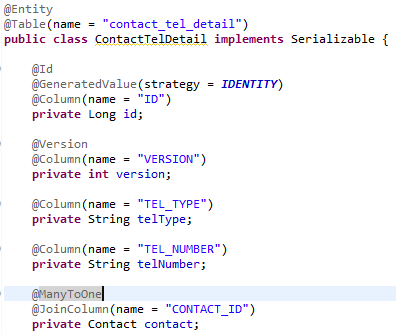 @Entity
@Table(name = "contact_tel_detail")
public class ContactTelDetail implements Serializable {
@Id
@GeneratedValue(strategy = IDENTITY)
@Column(name = "ID")
private Long id;
@Version
@Column(name = "VERSION")
private int version;
@Column(name = "TEL_TYPE")
private String telType;
@Column(name = "TEL_NUMBER")
private String telNumber;
@ManyToOne
@JoinColumn(name = "CONTACT_ID")
private Contact contact;